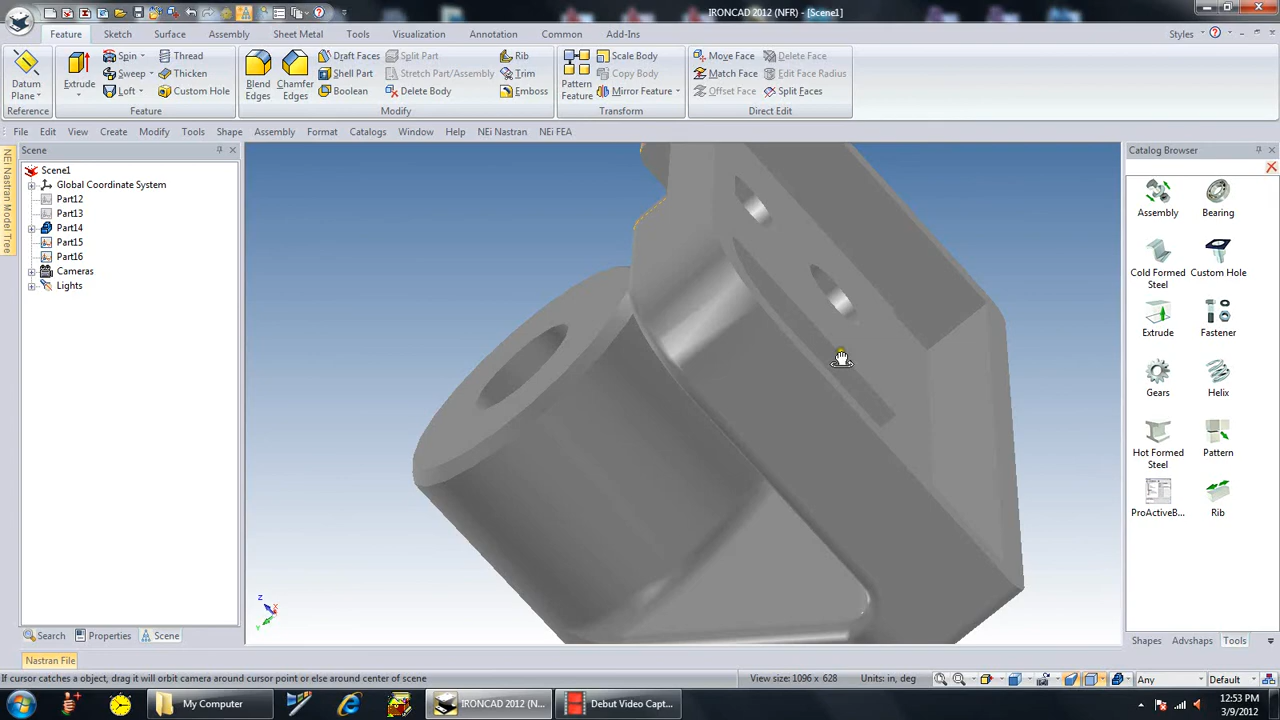 IRONCAD 2012 (NFR) - [Scene1]
Feature Sketch Surface Assembly Sheet Metal Tools Visualization Annotation Common Add-Ins Styles
Datum Plane
Reference
Extrude
Spin
Sweep
Loft
Thread
Thicken
Custom Hole
Feature
Blend Edges
Chamfer Edges
Draft Faces
Shell Part
Boolean
Split Part
Stretch Part/Assembly
Delete Body
Rib
Trim
Emboss
Modify
Pattern Feature
Scale Body
Copy Body
Mirror Feature
Transform
Move Face
Match Face
Offset Face
Delete Face
Edit Face Radius
Split Faces
Direct Edit
File Edit View Create Modify Tools Shape Assembly Format Catalogs Window Help NEi Nastran NEi FEA
NEi Nastran Model Tree
Scene
Scene1
Global Coordinate System
Part12
Part13
Part14
Part15
Part16
Cameras
Lights
Search Properties Scene
Z
X
Y
Catalog Browser
Assembly Bearing
Cold Formed Steel Custom Hole
Extrude Fastener
Gears Helix
Hot Formed Steel Pattern
ProActiveB... Rib
Shapes Advshaps Tools
Nastran File
If cursor catches a object, drag it will orbit camera around cursor point or else around center of scene
View size: 1096 x 628 Units: in, deg
Any Default
My Computer
IRONCAD 2012 (N...
Debut Video Capt...
12:53 PM
3/9/2012